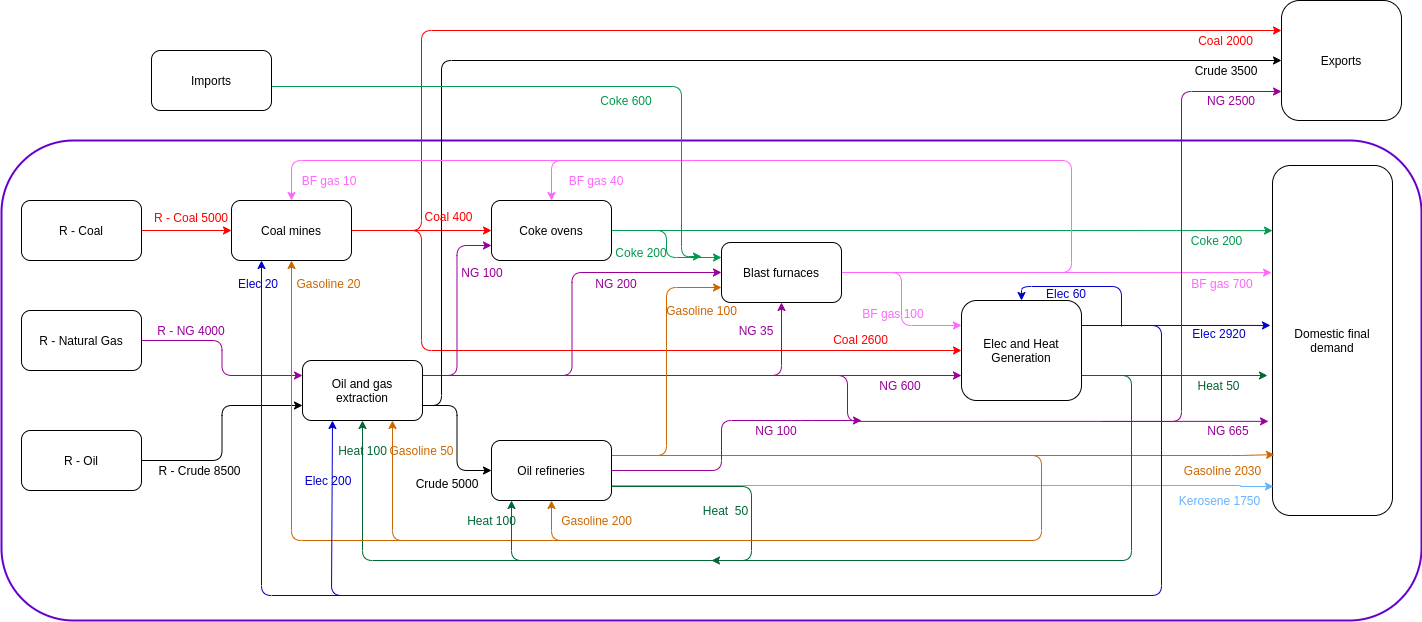 Coal 2000
Exports
Crude 3500
Imports
Coke 600
NG 2500
BF gas 10
BF gas 40
R - Coal
R - Coal 5000
Coal mines
Coal 400
Coke ovens
Coke 200
Coke 200
NG 100
Blast furnaces
Elec 20
Gasoline 20
NG 200
BF gas 700
Elec 60
Gasoline 100
BF gas 100
R - Natural Gas
R - NG 4000
NG 35
Coal 2600
Elec and Heat
Generation
Elec 2920
Domestic final
demand
Oil and gas
extraction
NG 600
Heat 50
NG 100
NG 665
R - Oil
R - Crude 8500
Heat 100
Gasoline 50
Elec 200
Crude 5000
Oil refineries
Gasoline 2030
Kerosene 1750
Heat 100
Gasoline 200
Heat  50